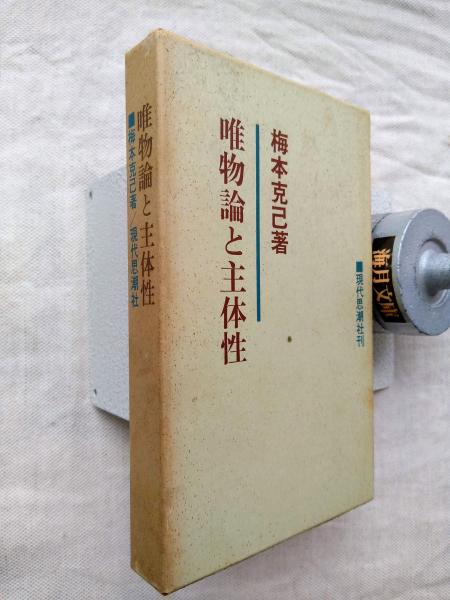 梅本克己著
唯物論と主体性
■現代思潮社刊
唯物論と主体性
■梅本克己著/現代思潮社
海月文庫